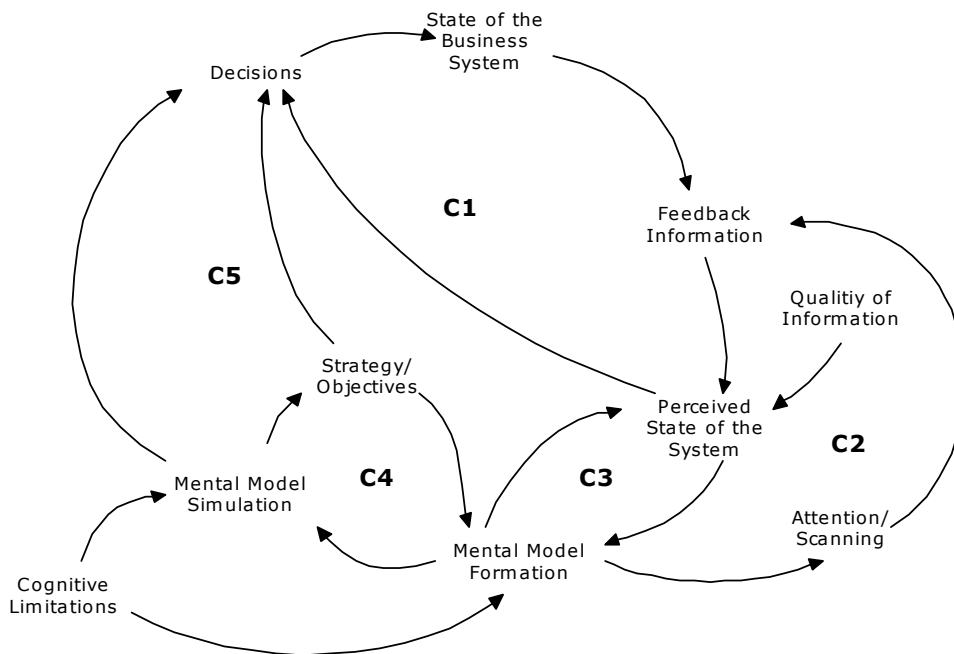 State of the
Business
System
Decisions
C1
Feedback
Information
C5
Qualitiy of
Information
Strategy/
Objectives
Perceived
State of the
System
C2
C4
C3
Mental Model
Simulation
Attention/
Scanning
Mental Model
Formation
Cognitive
Limitations